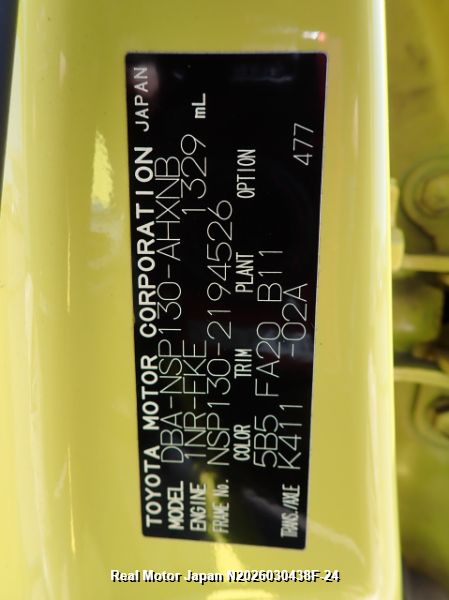 TOYOTA MOTOR CORPORATION JAPAN
MODEL DBA-NSP130-AHXNB
ENGINE 1NR-FKE 1329 mL
FRAME No. NSP130-2194526
COLOR TRIM PLANT OPTION
5B5 FA20 B11
TRANS./AXLE K411 -02A 477
Real Motor Japan N2026030438F-24